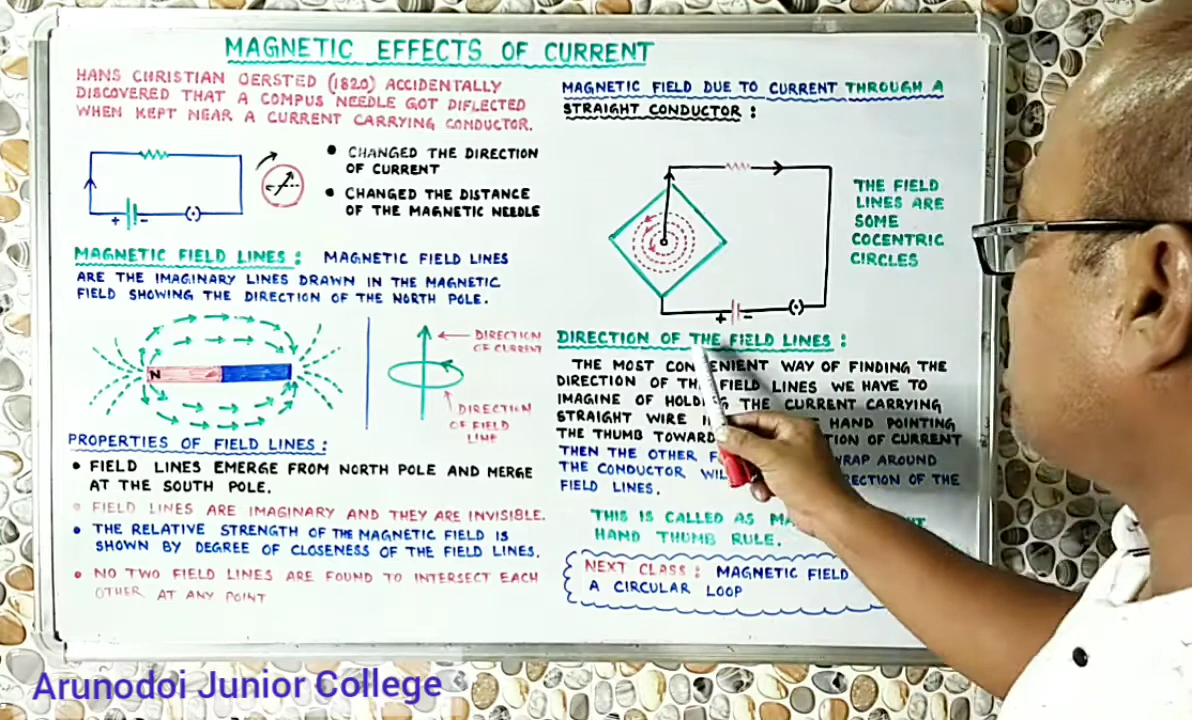 MAGNETIC EFFECTS OF CURRENT
HANS CHRISTIAN OERSTED (1820) ACCIDENTALLY
DISCOVERED THAT A COMPUS NEEDLE GOT DIFLECTED
WHEN KEPT NEAR A CURRENT CARRYING CONDUCTOR.
+ -
• CHANGED THE DIRECTION
OF CURRENT
• CHANGED THE DISTANCE
OF THE MAGNETIC NEEDLE
MAGNETIC FIELD LINES : MAGNETIC FIELD LINES
ARE THE IMAGINARY LINES DRAWN IN THE MAGNETIC
FIELD SHOWING THE DIRECTION OF THE NORTH POLE.
N
DIRECTION
OF CURRENT
DIRECTION
OF FIELD
LINE
PROPERTIES OF FIELD LINES :
• FIELD LINES EMERGE FROM NORTH POLE AND MERGE
AT THE SOUTH POLE.
• FIELD LINES ARE IMAGINARY AND THEY ARE INVISIBLE.
• THE RELATIVE STRENGTH OF THE MAGNETIC FIELD IS
SHOWN BY DEGREE OF CLOSENESS OF THE FIELD LINES.
• NO TWO FIELD LINES ARE FOUND TO INTERSECT EACH
OTHER AT ANY POINT
MAGNETIC FIELD DUE TO CURRENT THROUGH A
STRAIGHT CONDUCTOR :
+ -
THE FIELD
LINES ARE
SOME
COCENTRIC
CIRCLES
DIRECTION OF THE FIELD LINES :
THE MOST CONVENIENT WAY OF FINDING THE
DIRECTION OF THE FIELD LINES WE HAVE TO
IMAGINE OF HOLDING THE CURRENT CARRYING
STRAIGHT WIRE HAND POINTING
THE THUMB TOWARD OF CURRENT
THEN THE OTHER WRAP AROUND
THE CONDUCTOR OF THE
FIELD LINES.
THIS IS CALLED AS
HAND THUMB RULE.
NEXT CLASS : MAGNETIC FIELD
A CIRCULAR LOOP
Arunodoi Junior College